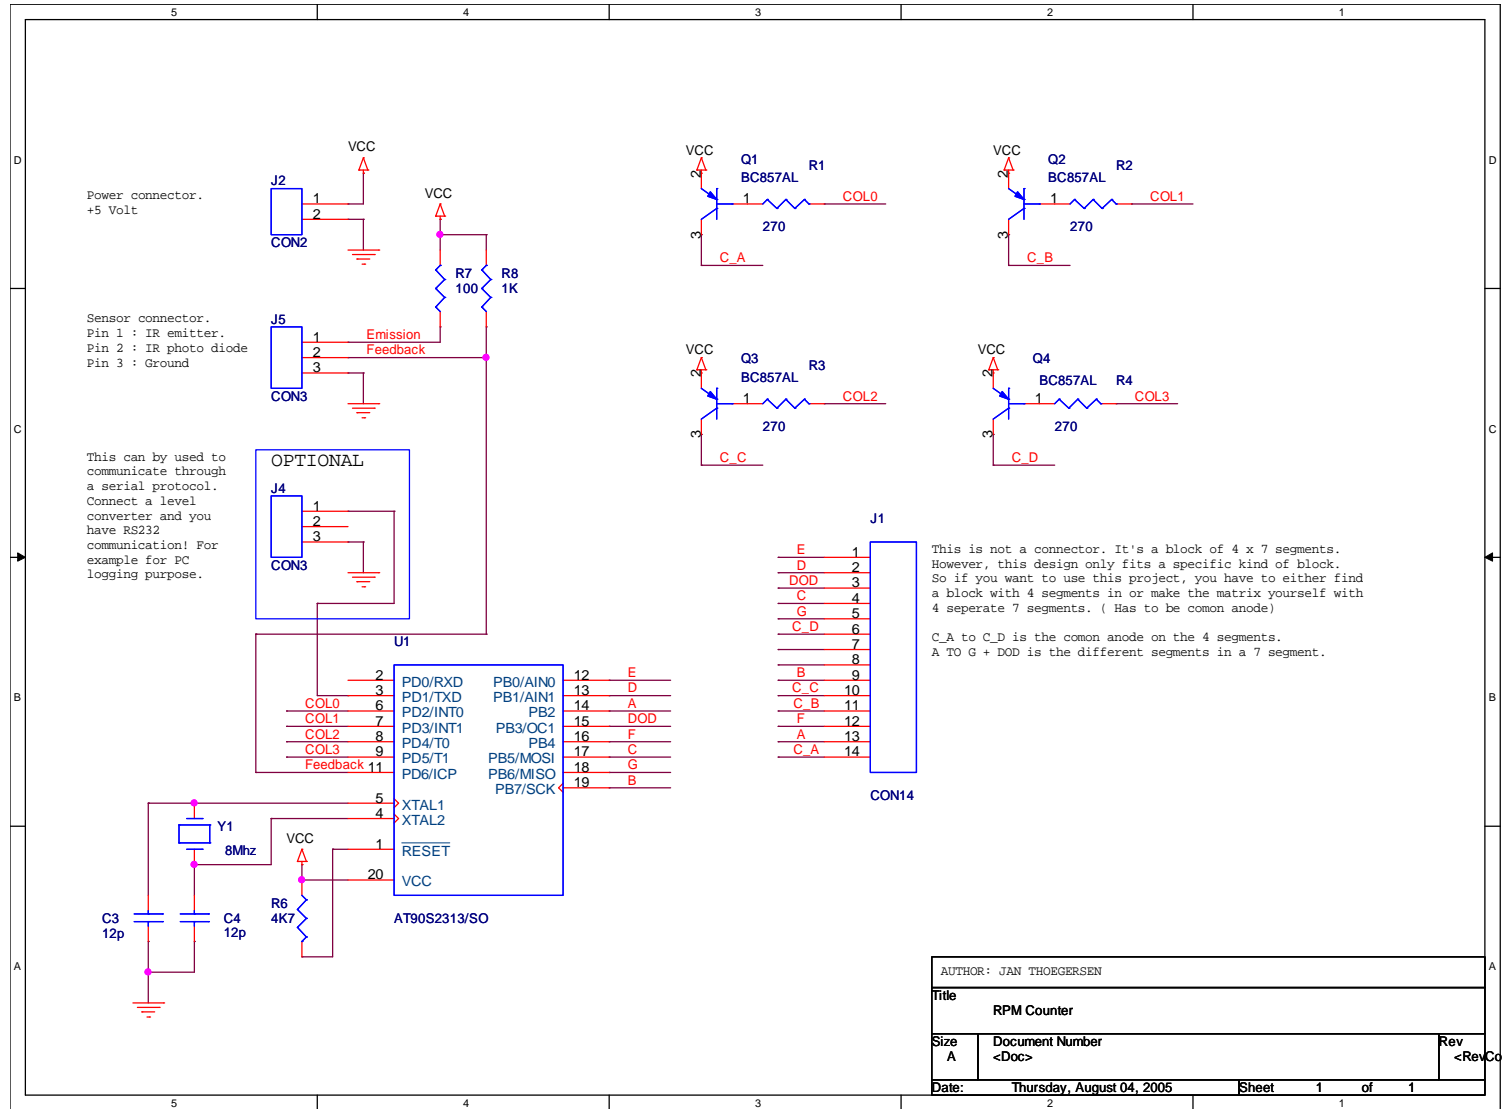 5 4 3 2 1
D
D
Power connector.
+5 Volt
J2
1
2
CON2
VCC
VCC
R7
100
R8
1K
VCC
2
Q1
BC857AL
R1
1
COL0
270
3
C_A
VCC
2
Q2
BC857AL
R2
1
COL1
270
3
C_B
Sensor connector.
Pin 1 : IR emitter.
Pin 2 : IR photo diode
Pin 3 : Ground
J5
1
2
3
CON3
Emission
Feedback
VCC
2
Q3
BC857AL
R3
1
COL2
270
3
C_C
VCC
2
Q4
BC857AL
R4
1
COL3
270
3
C_D
C
C
This can by used to
communicate through
a serial protocol.
Connect a level
converter and you
have RS232
communication! For
example for PC
logging purpose.
OPTIONAL
J4
1
2
3
CON3
J1
E 1
D 2
DOD 3
C 4
G 5
C_D 6
7
8
B 9
C_C 10
C_B 11
F 12
A 13
C_A 14
CON14
This is not a connector. It's a block of 4 x 7 segments.
However, this design only fits a specific kind of block.
So if you want to use this project, you have to either find
a block with 4 segments in or make the matrix yourself with
4 seperate 7 segments. ( Has to be comon anode)
C_A to C_D is the comon anode on the 4 segments.
A TO G + DOD is the different segments in a 7 segment.
B
B
U1
2 PD0/RXD PB0/AIN0 12 E
3 PD1/TXD PB1/AIN1 13 D
COL0 6 PD2/INT0 PB2 14 A
COL1 7 PD3/INT1 PB3/OC1 15 DOD
COL2 8 PD4/T0 PB4 16 F
COL3 9 PD5/T1 PB5/MOSI 17 C
Feedback 11 PD6/ICP PB6/MISO 18 G
PB7/SCK 19 B
5 XTAL1
4 XTAL2
1 RESET
20 VCC
AT90S2313/SO
Y1
8Mhz
VCC
R6
4K7
C3
12p
C4
12p
A
A
AUTHOR: JAN THOEGERSEN
Title
RPM Counter
Size
A
Document Number
<Doc>
Rev
<RevCo
Date: Thursday, August 04, 2005 Sheet 1 of 1
5 4 3 2 1